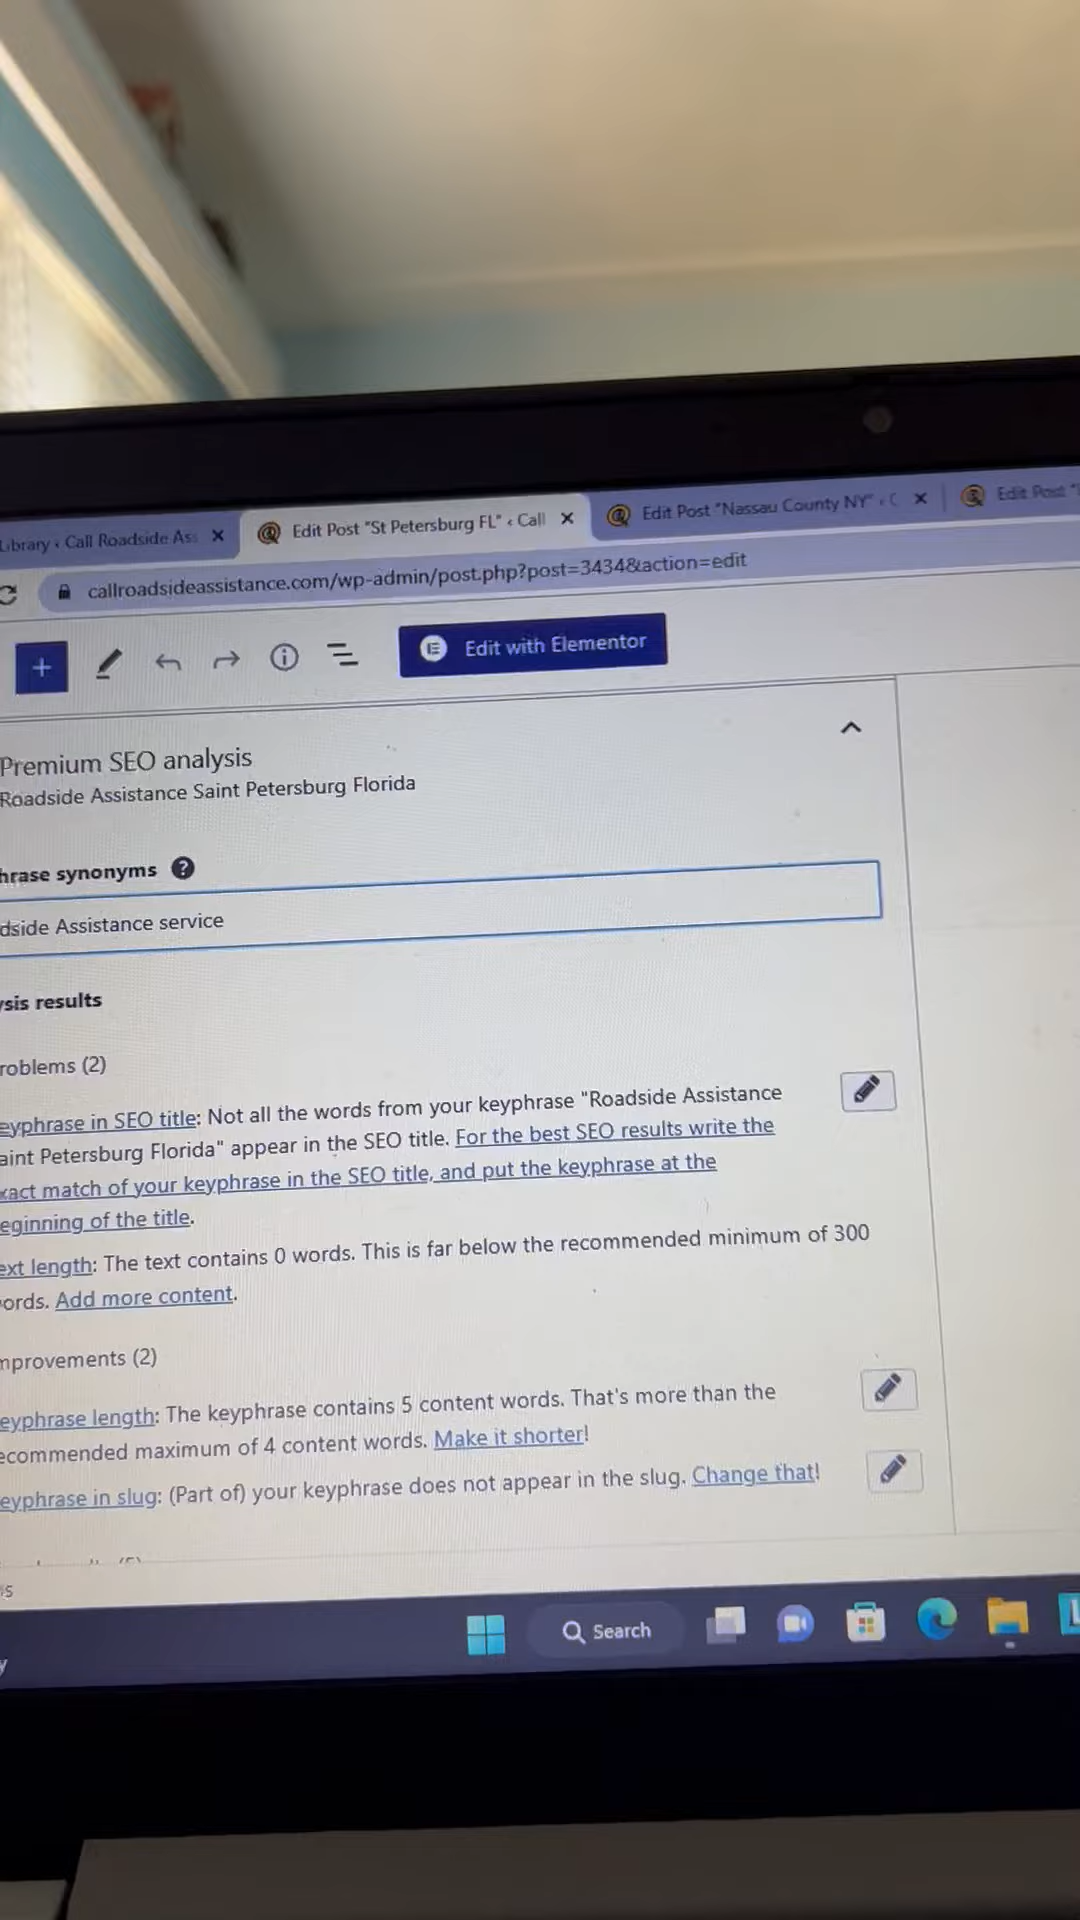 Library ‹ Call Roadside Ass
Edit Post "St Petersburg FL" ‹ Call
Edit Post "Nassau County NY" ‹ C
Edit Post "
callroadsideassistance.com/wp-admin/post.php?post=3434&action=edit
Edit with Elementor
Premium SEO analysis
Roadside Assistance Saint Petersburg Florida
hrase synonyms
dside Assistance service
ysis results
roblems (2)
eyphrase in SEO title: Not all the words from your keyphrase "Roadside Assistance
aint Petersburg Florida" appear in the SEO title. For the best SEO results write the
xact match of your keyphrase in the SEO title, and put the keyphrase at the
eginning of the title.
ext length: The text contains 0 words. This is far below the recommended minimum of 300
ords. Add more content.
mprovements (2)
eyphrase length: The keyphrase contains 5 content words. That's more than the
ecommended maximum of 4 content words. Make it shorter!
eyphrase in slug: (Part of) your keyphrase does not appear in the slug. Change that!
Search